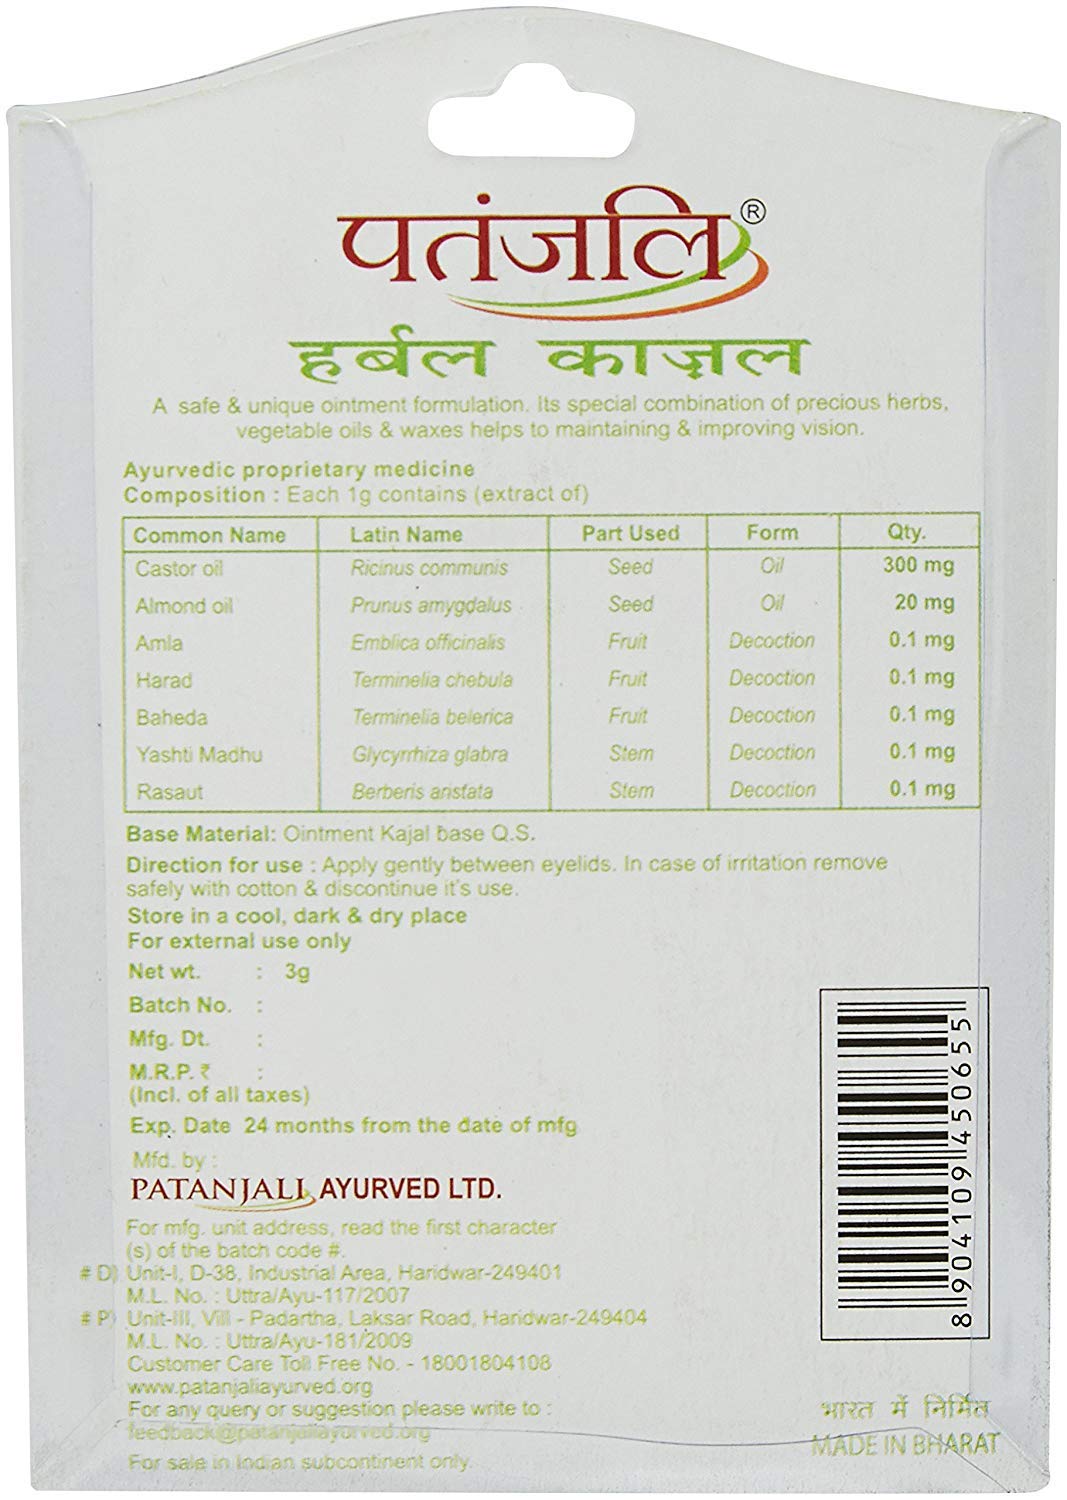 पतंजलि®
हर्बल काज़ल
A safe & unique ointment formulation. Its special combination of precious herbs,
vegetable oils & waxes helps to maintaining & improving vision.
Ayurvedic proprietary medicine
Composition : Each 1g contains (extract of)
Common Name Latin Name Part Used Form Qty.
Castor oil Ricinus communis Seed Oil 300 mg
Almond oil Prunus amygdalus Seed Oil 20 mg
Amla Emblica officinalis Fruit Decoction 0.1 mg
Harad Terminelia chebula Fruit Decoction 0.1 mg
Baheda Terminelia belerica Fruit Decoction 0.1 mg
Yashti Madhu Glycyrrhiza glabra Stem Decoction 0.1 mg
Rasaut Berberis aristata Stem Decoction 0.1 mg
Base Material: Ointment Kajal base Q.S.
Direction for use : Apply gently between eyelids. In case of irritation remove
safely with cotton & discontinue it's use.
Store in a cool, dark & dry place
For external use only
Net wt. : 3g
Batch No. :
Mfg. Dt. :
M.R.P. ₹ :
(Incl. of all taxes)
Exp. Date 24 months from the date of mfg
Mfd. by :
PATANJALI AYURVED LTD.
For mfg. unit address, read the first character
(s) of the batch code #.
# D) Unit-I, D-38, Industrial Area, Haridwar-249401
M.L. No. : Uttra/Ayu-117/2007
# P) Unit-III, Vill - Padartha, Laksar Road, Haridwar-249404
M.L. No. : Uttra/Ayu-181/2009
Customer Care Toll Free No. - 18001804108
www.patanjaliayurved.org
For any query or suggestion please write to :
feedback@patanjaliayurved.org
For sale in Indian subcontinent only.
8 904109 450655
भारत में निर्मित
MADE IN BHARAT